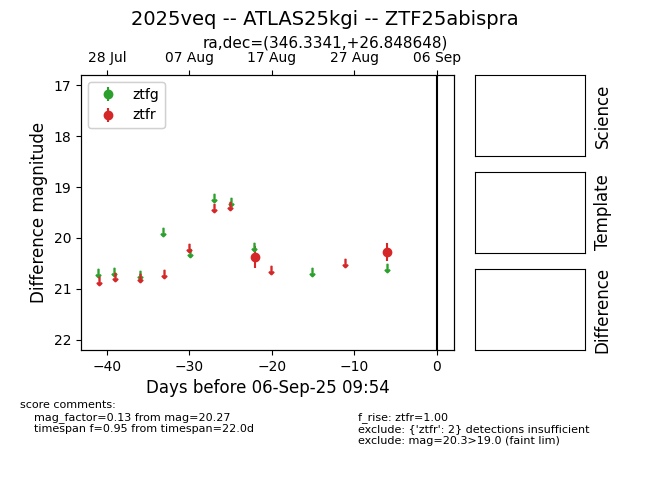 2025veq -- ATLAS25kgi -- ZTF25abispra
ra,dec=(346.3341,+26.848648)
28 Jul 07 Aug 17 Aug 27 Aug 06 Sep
ztfg
ztfr
17
18
19
20
21
22
Difference magnitude
−40 −30 −20 −10 0
Days before 06-Sep-25 09:54
Science
Template
Difference
score comments:
mag_factor=0.13 from mag=20.27
timespan f=0.95 from timespan=22.0d
f_rise: ztfr=1.00
exclude: {'ztfr': 2} detections insufficient
exclude: mag=20.3>19.0 (faint lim)